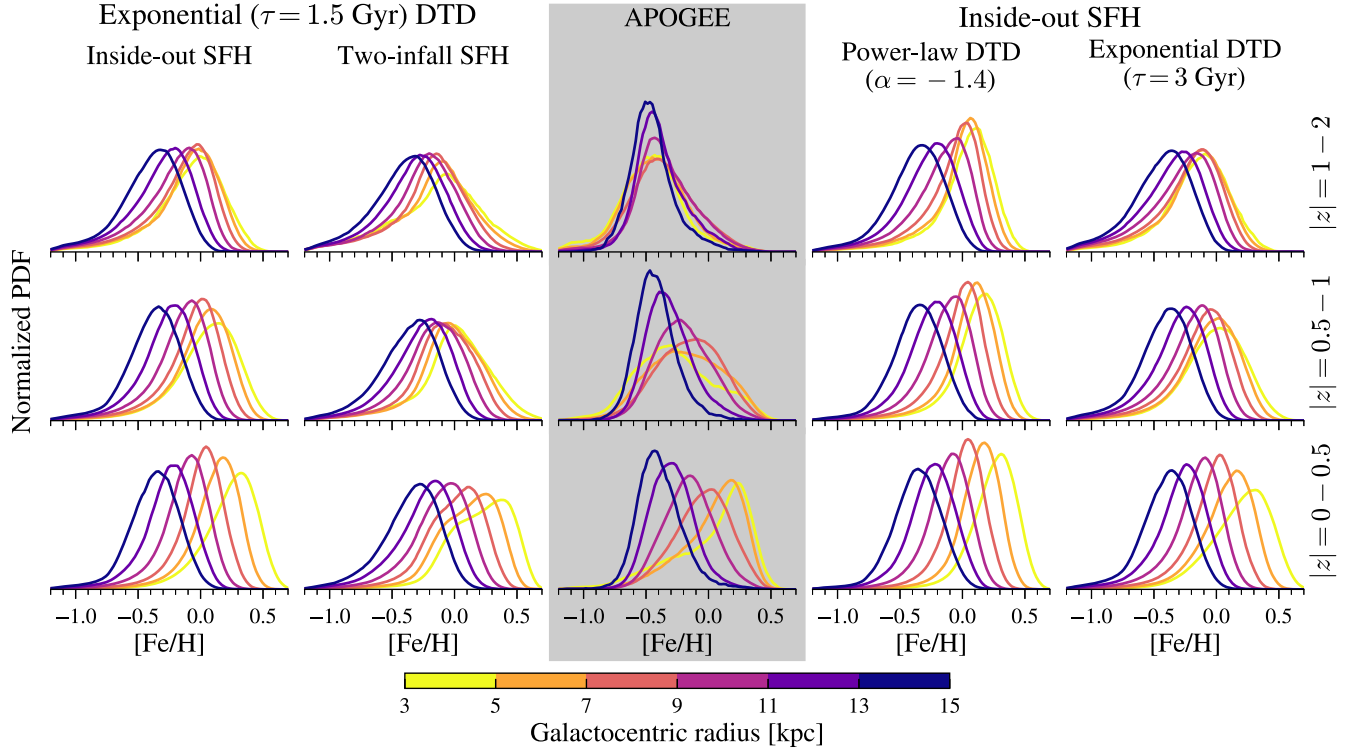 Exponential (τ = 1.5 Gyr) DTD
APOGEE
Inside-out SFH
Inside-out SFH
Two-infall SFH
Power-law DTD
(α = − 1.4)
Exponential DTD
(τ = 3 Gyr)
Normalized PDF
|z| = 1 − 2
|z| = 0.5 − 1
|z| = 0 − 0.5
−1.0 −0.5 0.0 0.5
−1.0 −0.5 0.0 0.5
−1.0 −0.5 0.0 0.5
−1.0 −0.5 0.0 0.5
−1.0 −0.5 0.0 0.5
[Fe/H]
[Fe/H]
[Fe/H]
[Fe/H]
[Fe/H]
3 5 7 9 11 13 15
Galactocentric radius [kpc]